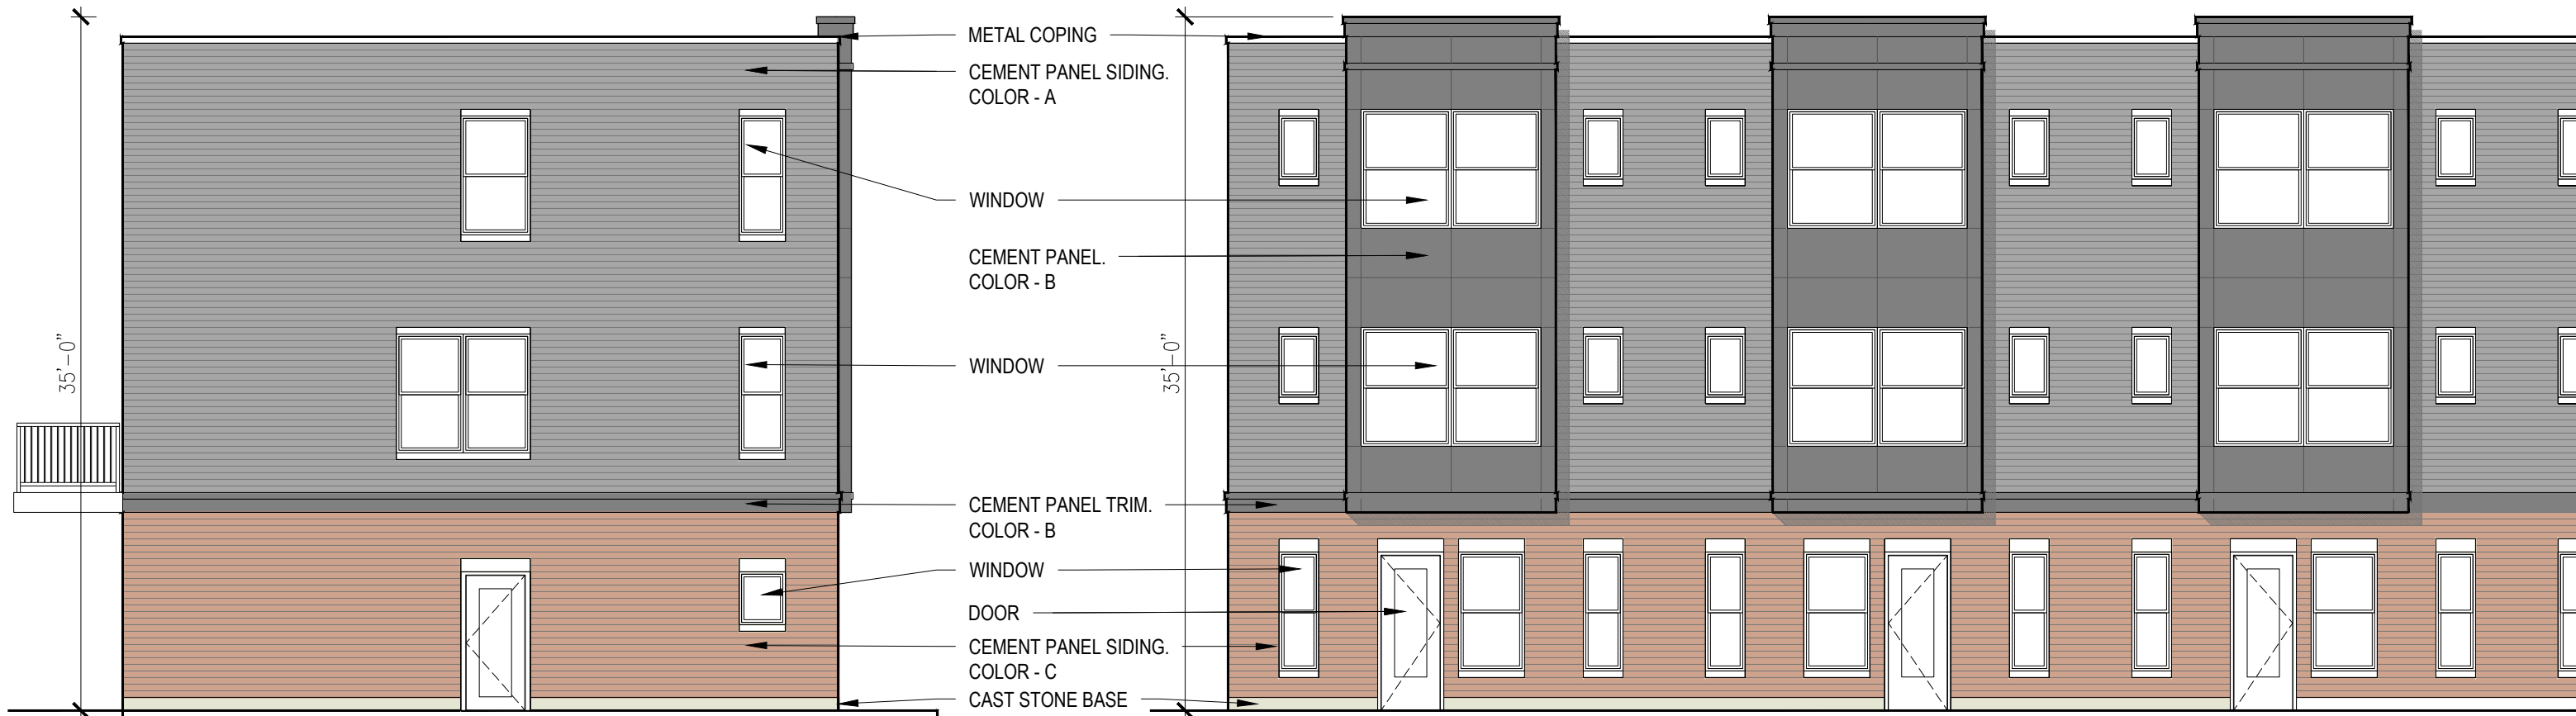 METAL COPING
CEMENT PANEL SIDING.
COLOR - A
WINDOW
CEMENT PANEL.
COLOR - B
35'-0"
35'-0"
WINDOW
CEMENT PANEL TRIM.
COLOR - B
WINDOW
DOOR
CEMENT PANEL SIDING.
COLOR - C
CAST STONE BASE